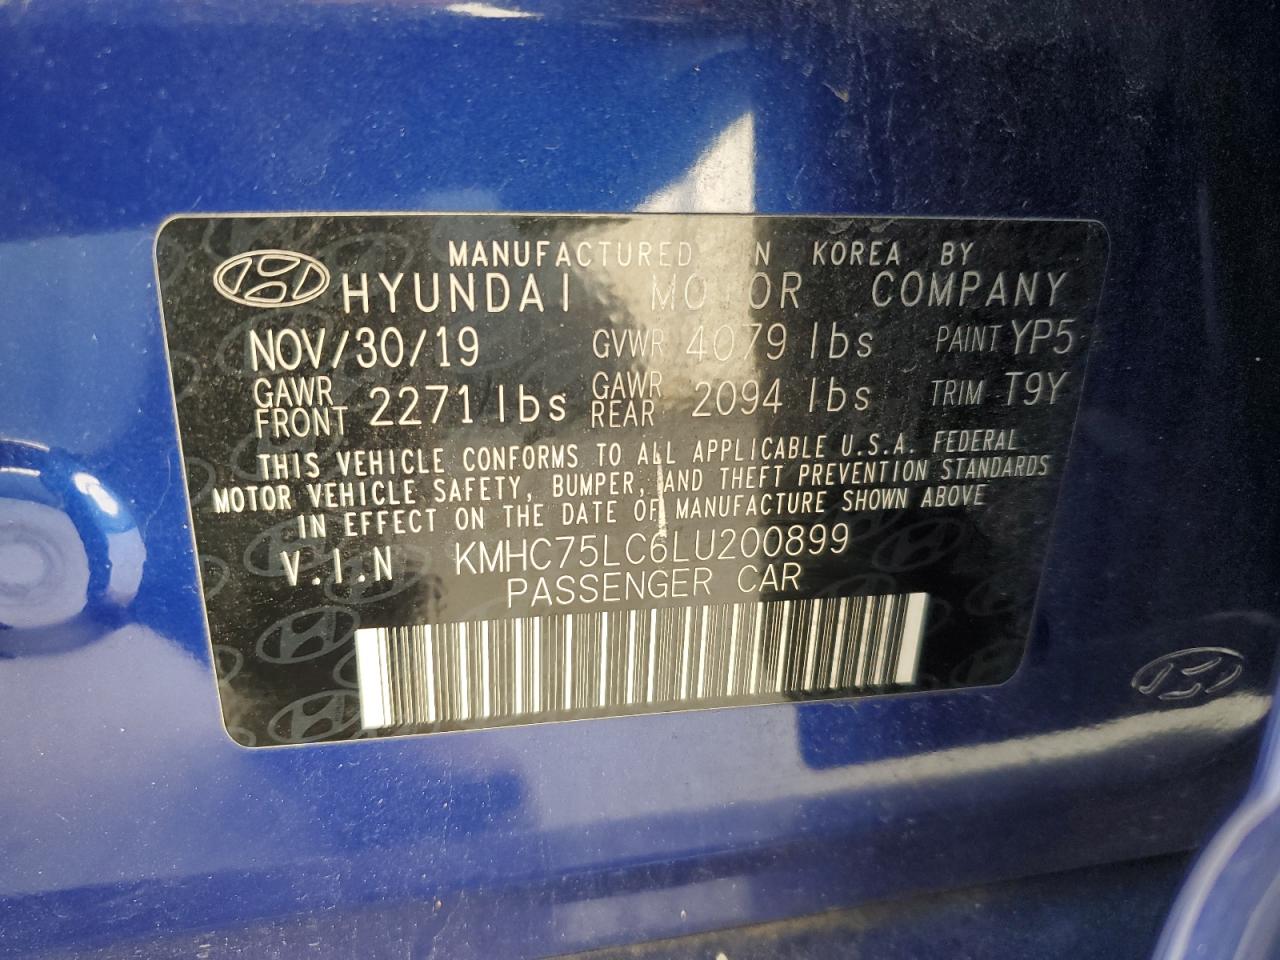 MANUFACTURED IN KOREA BY
HYUNDAI MOTOR COMPANY
NOV/30/19 GVWR 4079 lbs PAINT YP5
GAWR FRONT 2271 lbs GAWR REAR 2094 lbs TRIM T9Y
THIS VEHICLE CONFORMS TO ALL APPLICABLE U.S.A. FEDERAL
MOTOR VEHICLE SAFETY, BUMPER, AND THEFT PREVENTION STANDARDS
IN EFFECT ON THE DATE OF MANUFACTURE SHOWN ABOVE
V.I.N KMHC75LC6LU200899
PASSENGER CAR